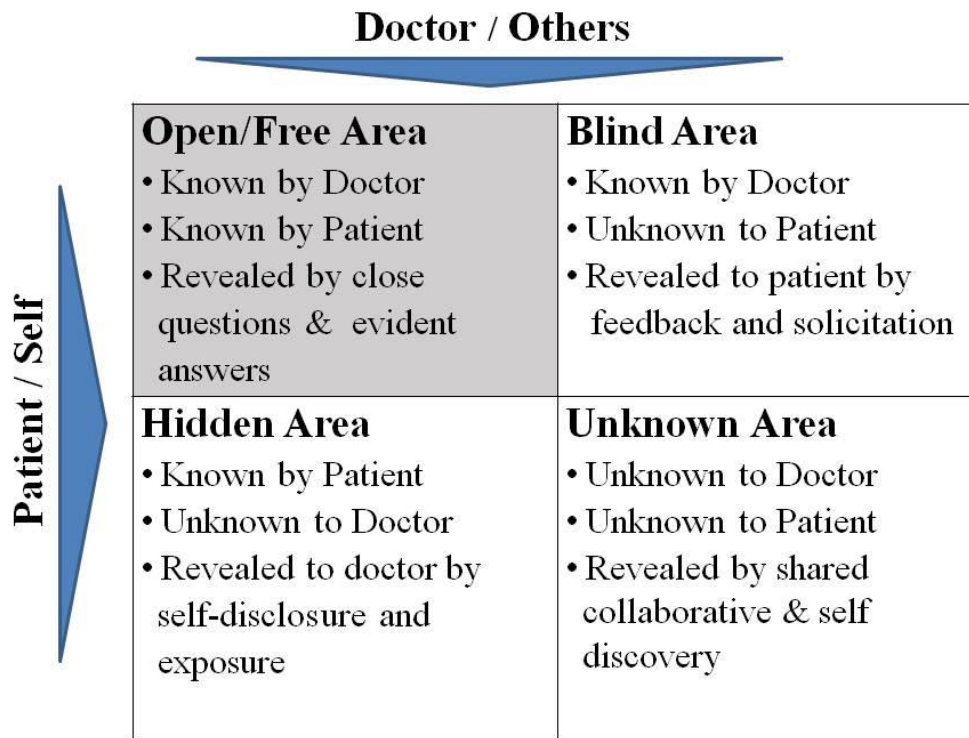 Doctor / Others
Patient / Self
Open/Free Area
• Known by Doctor
• Known by Patient
• Revealed by close
questions & evident
answers
Blind Area
• Known by Doctor
• Unknown to Patient
• Revealed to patient by
feedback and solicitation
Hidden Area
• Known by Patient
• Unknown to Doctor
• Revealed to doctor by
self-disclosure and
exposure
Unknown Area
• Unknown to Doctor
• Unknown to Patient
• Revealed by shared
collaborative & self
discovery